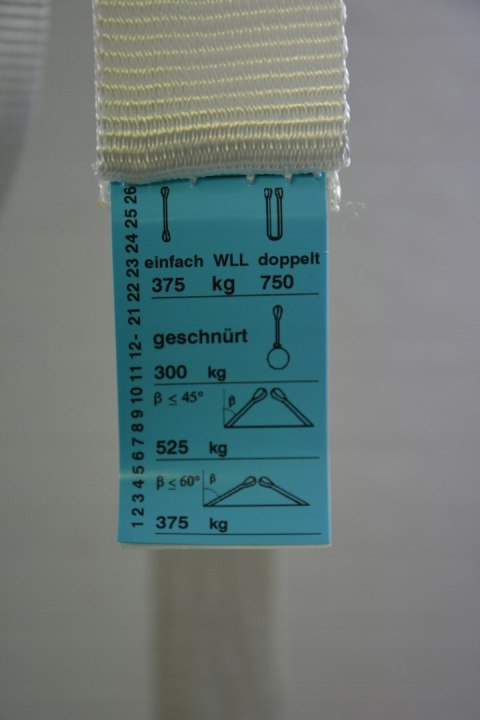 einfach WLL doppelt
375 kg 750
geschnürt
300 kg
β ≤ 45° β
525 kg
β ≤ 60° β
375 kg
1 2 3 4 5 6 7 8 9 10 11 12- 21 22 23 24 25 26